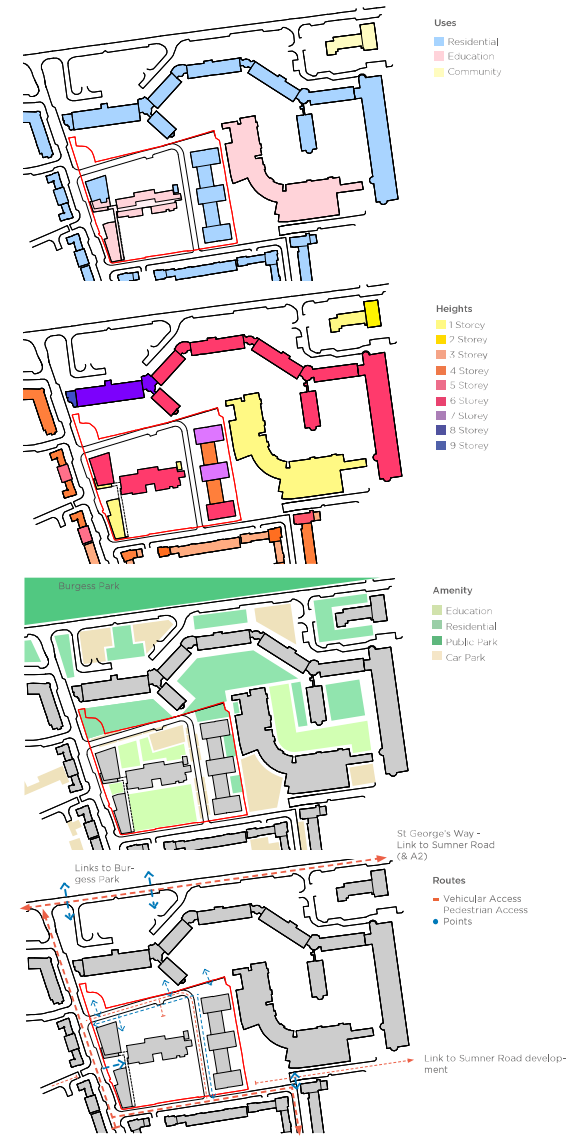 Uses
Residential
Education
Community
Heights
1 Storey
2 Storey
3 Storey
4 Storey
5 Storey
6 Storey
7 Storey
8 Storey
9 Storey
Burgess Park
Amenity
Education
Residential
Public Park
Car Park
St George's Way -
Link to Sumner Road
(& A2)
Links to Bur-
gess Park
Routes
Vehicular Access
Pedestrian Access
Points
Link to Sumner Road develop-
ment